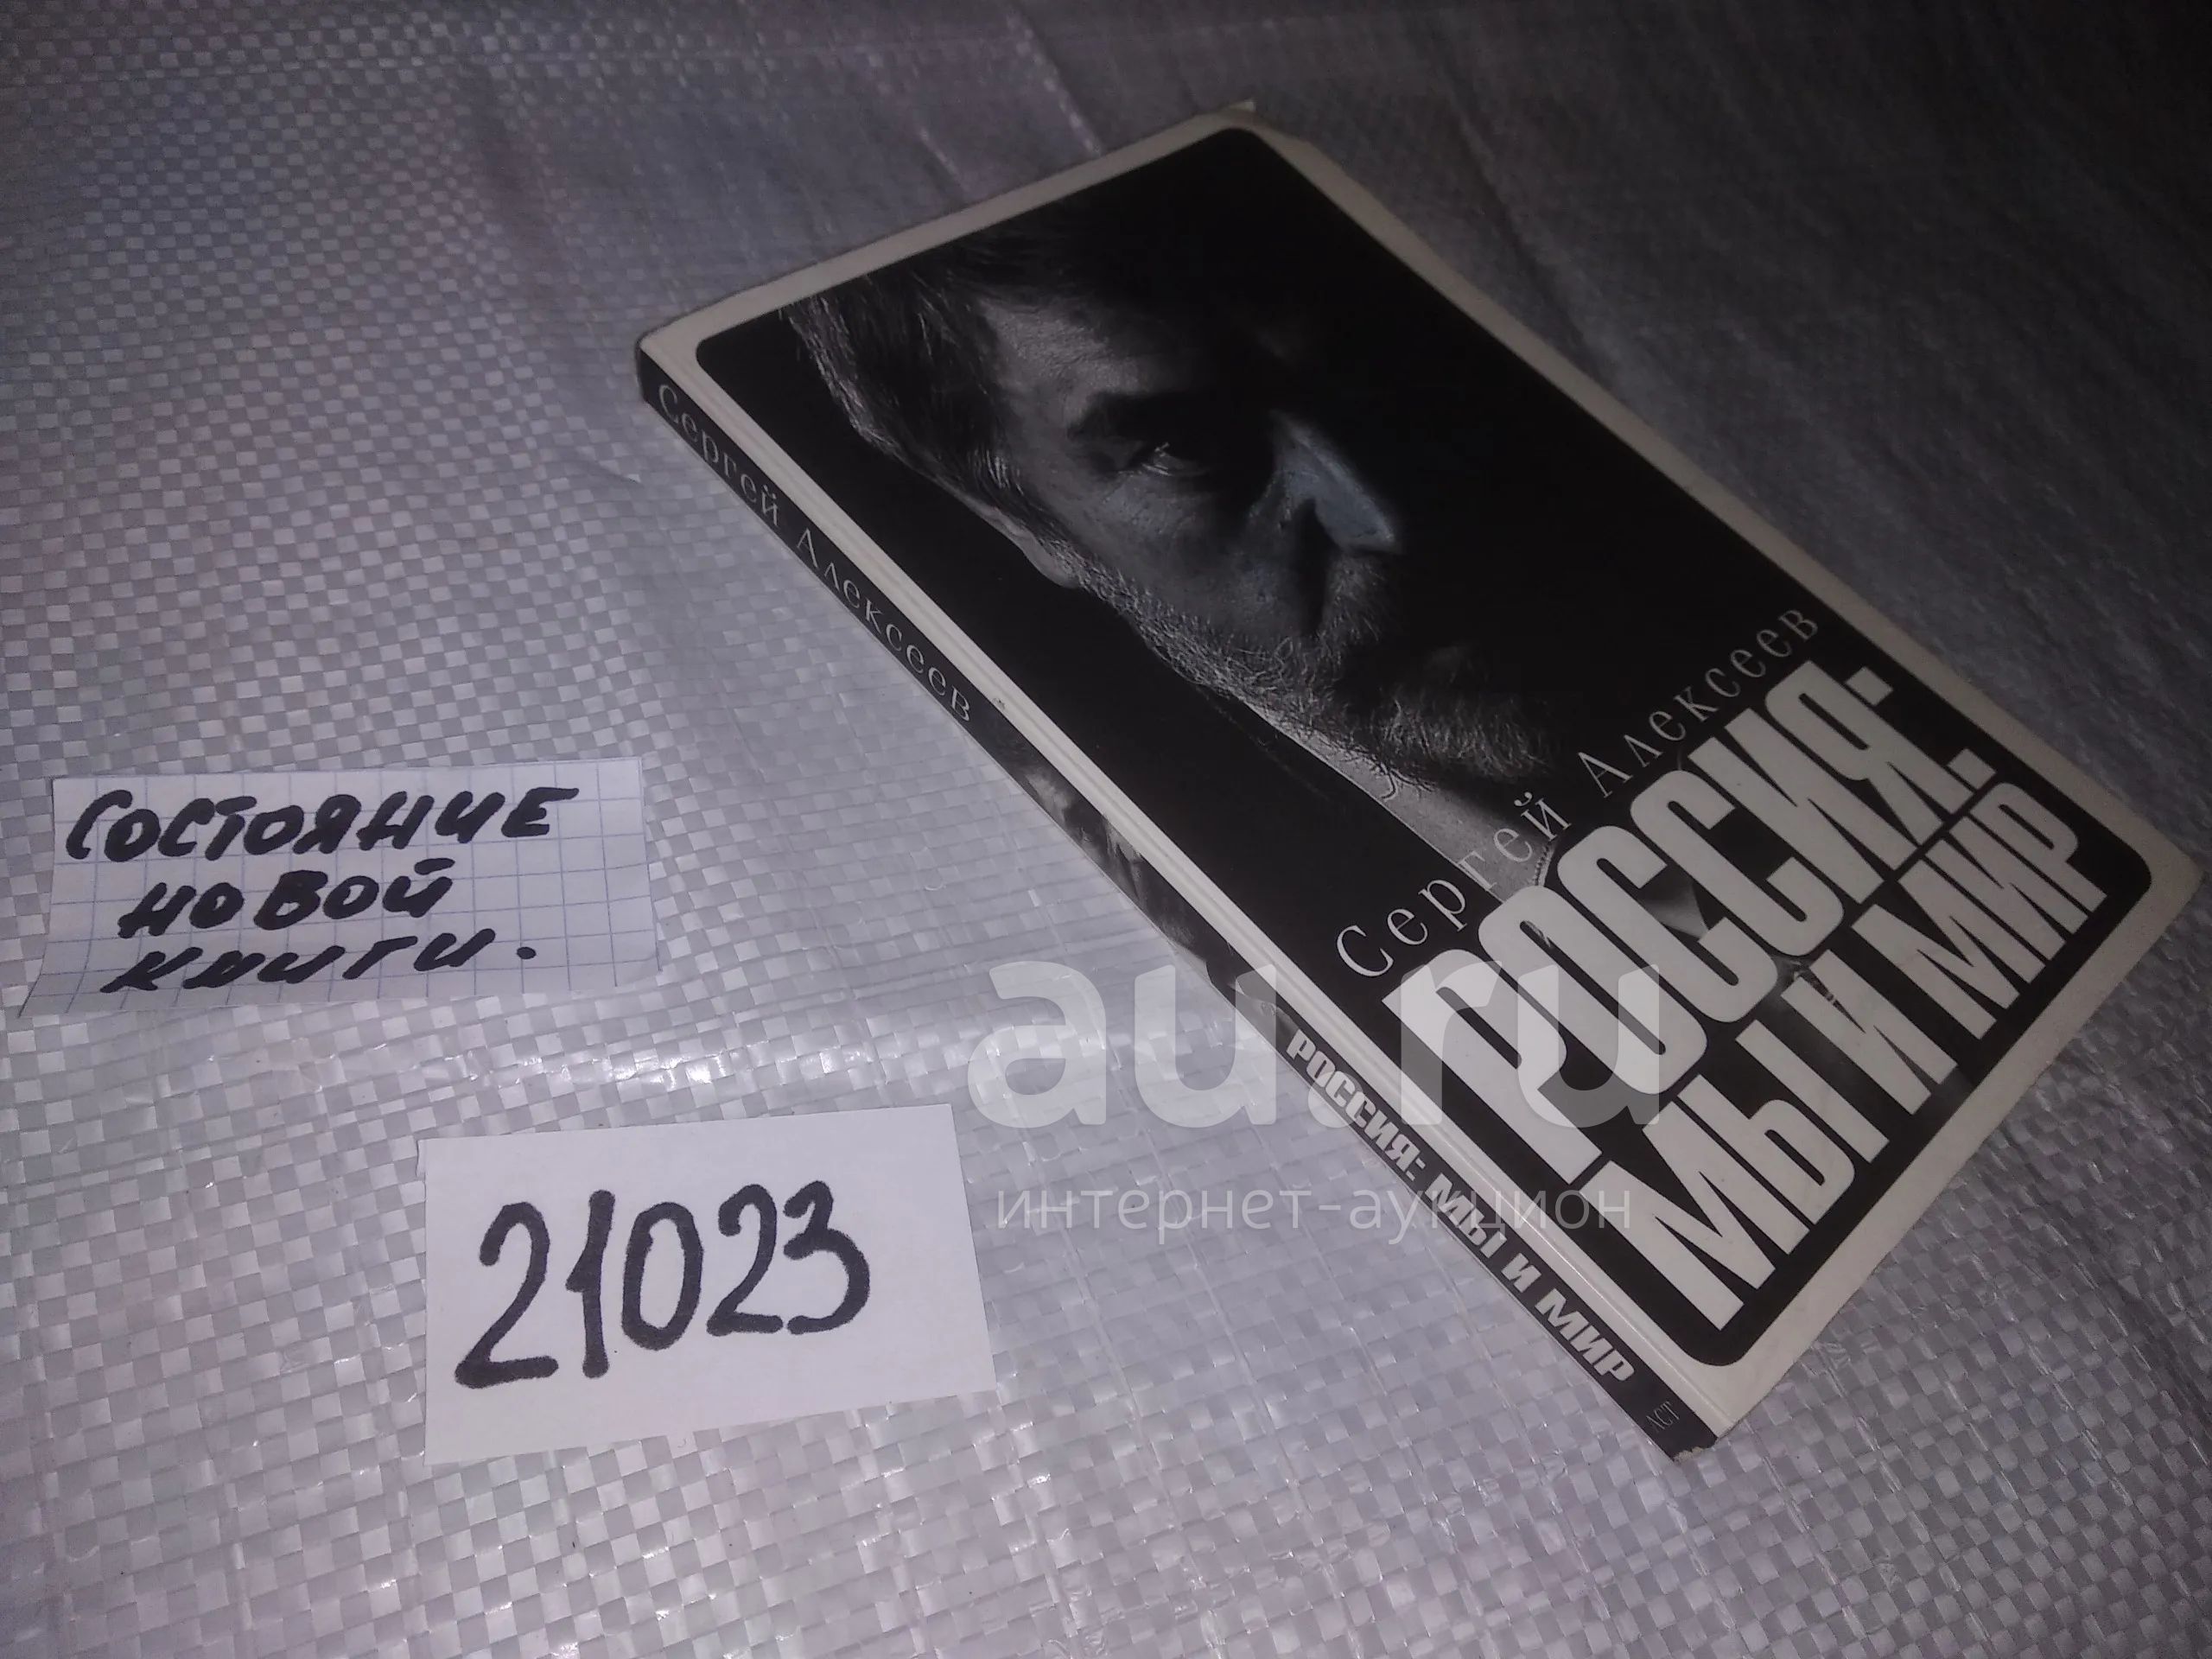 Сергей Алексеев
РОССИЯ:
МЫ И МИР
Сергей Алексеев
РОССИЯ: МЫ И МИР
АСТ
СОСТОЯНИЕ
НОВОЙ
КНИГИ.
21023
au.ru
интернет-аукцион